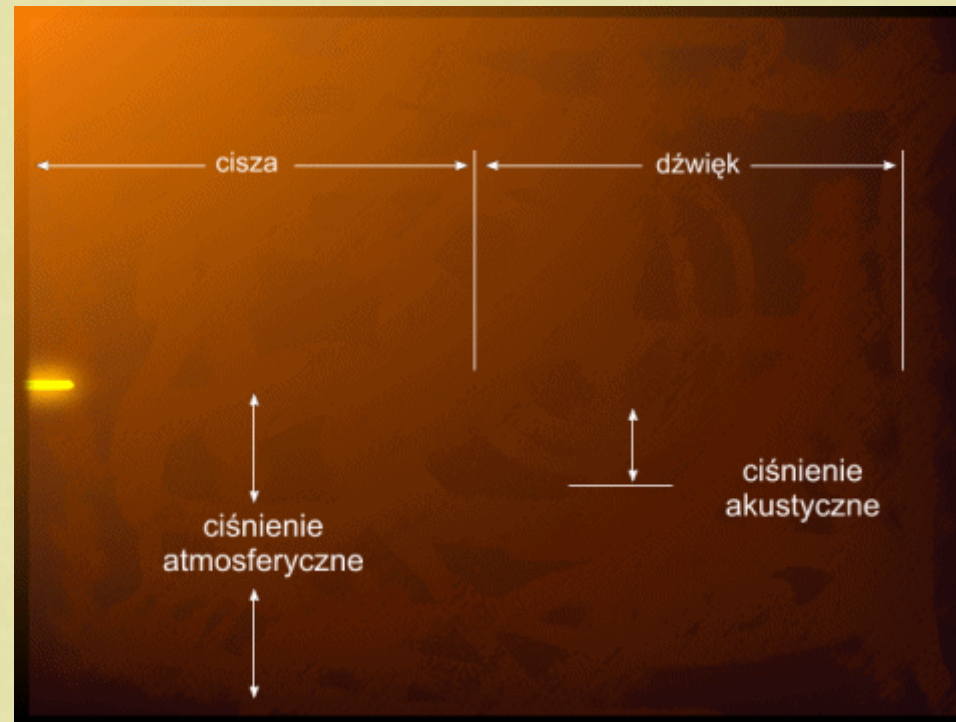 cisza
dźwięk
ciśnienie
akustyczne
ciśnienie
atmosferyczne